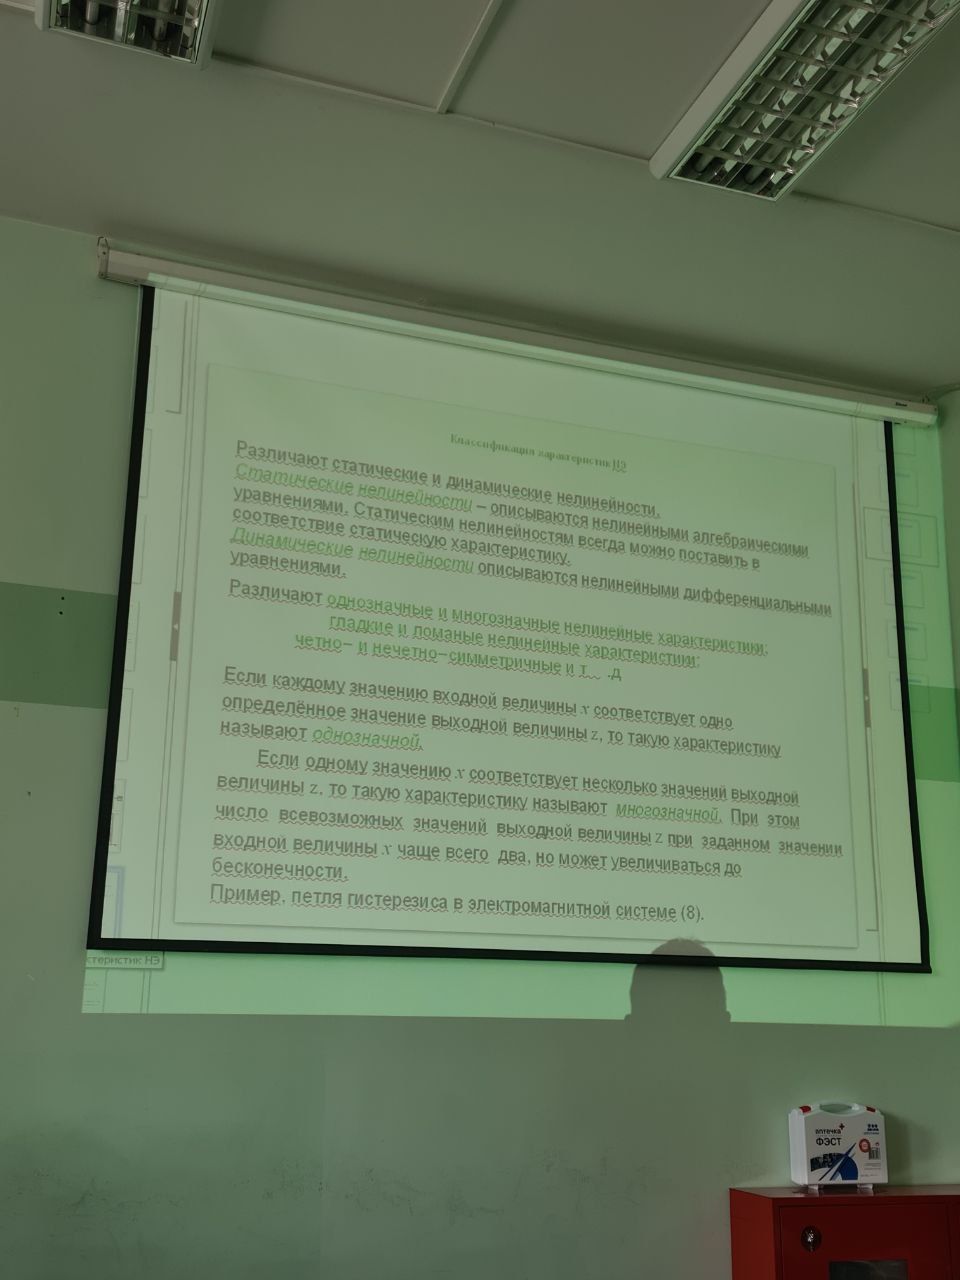 Классификация характеристик НЭ
Различают статические и динамические нелинейности.
Статические нелинейности – описываются нелинейными алгебраическими
уравнениями. Статическим нелинейностям всегда можно поставить в
соответствие статическую характеристику.
Динамические нелинейности описываются нелинейными дифференциальными
уравнениями.
Различают однозначные и многозначные нелинейные характеристики;
гладкие и ломаные нелинейные характеристики;
четно– и нечетно–симметричные и т .д
Если каждому значению входной величины x соответствует одно
определённое значение выходной величины z, то такую характеристику
называют однозначной.
Если одному значению x соответствует несколько значений выходной
величины z, то такую характеристику называют многозначной. При этом
число всевозможных значений выходной величины z при заданном значении
входной величины x чаще всего два, но может увеличиваться до
бесконечности.
Пример, петля гистерезиса в электромагнитной системе (8).
стеристик НЭ
аптечка
ФЭСТ